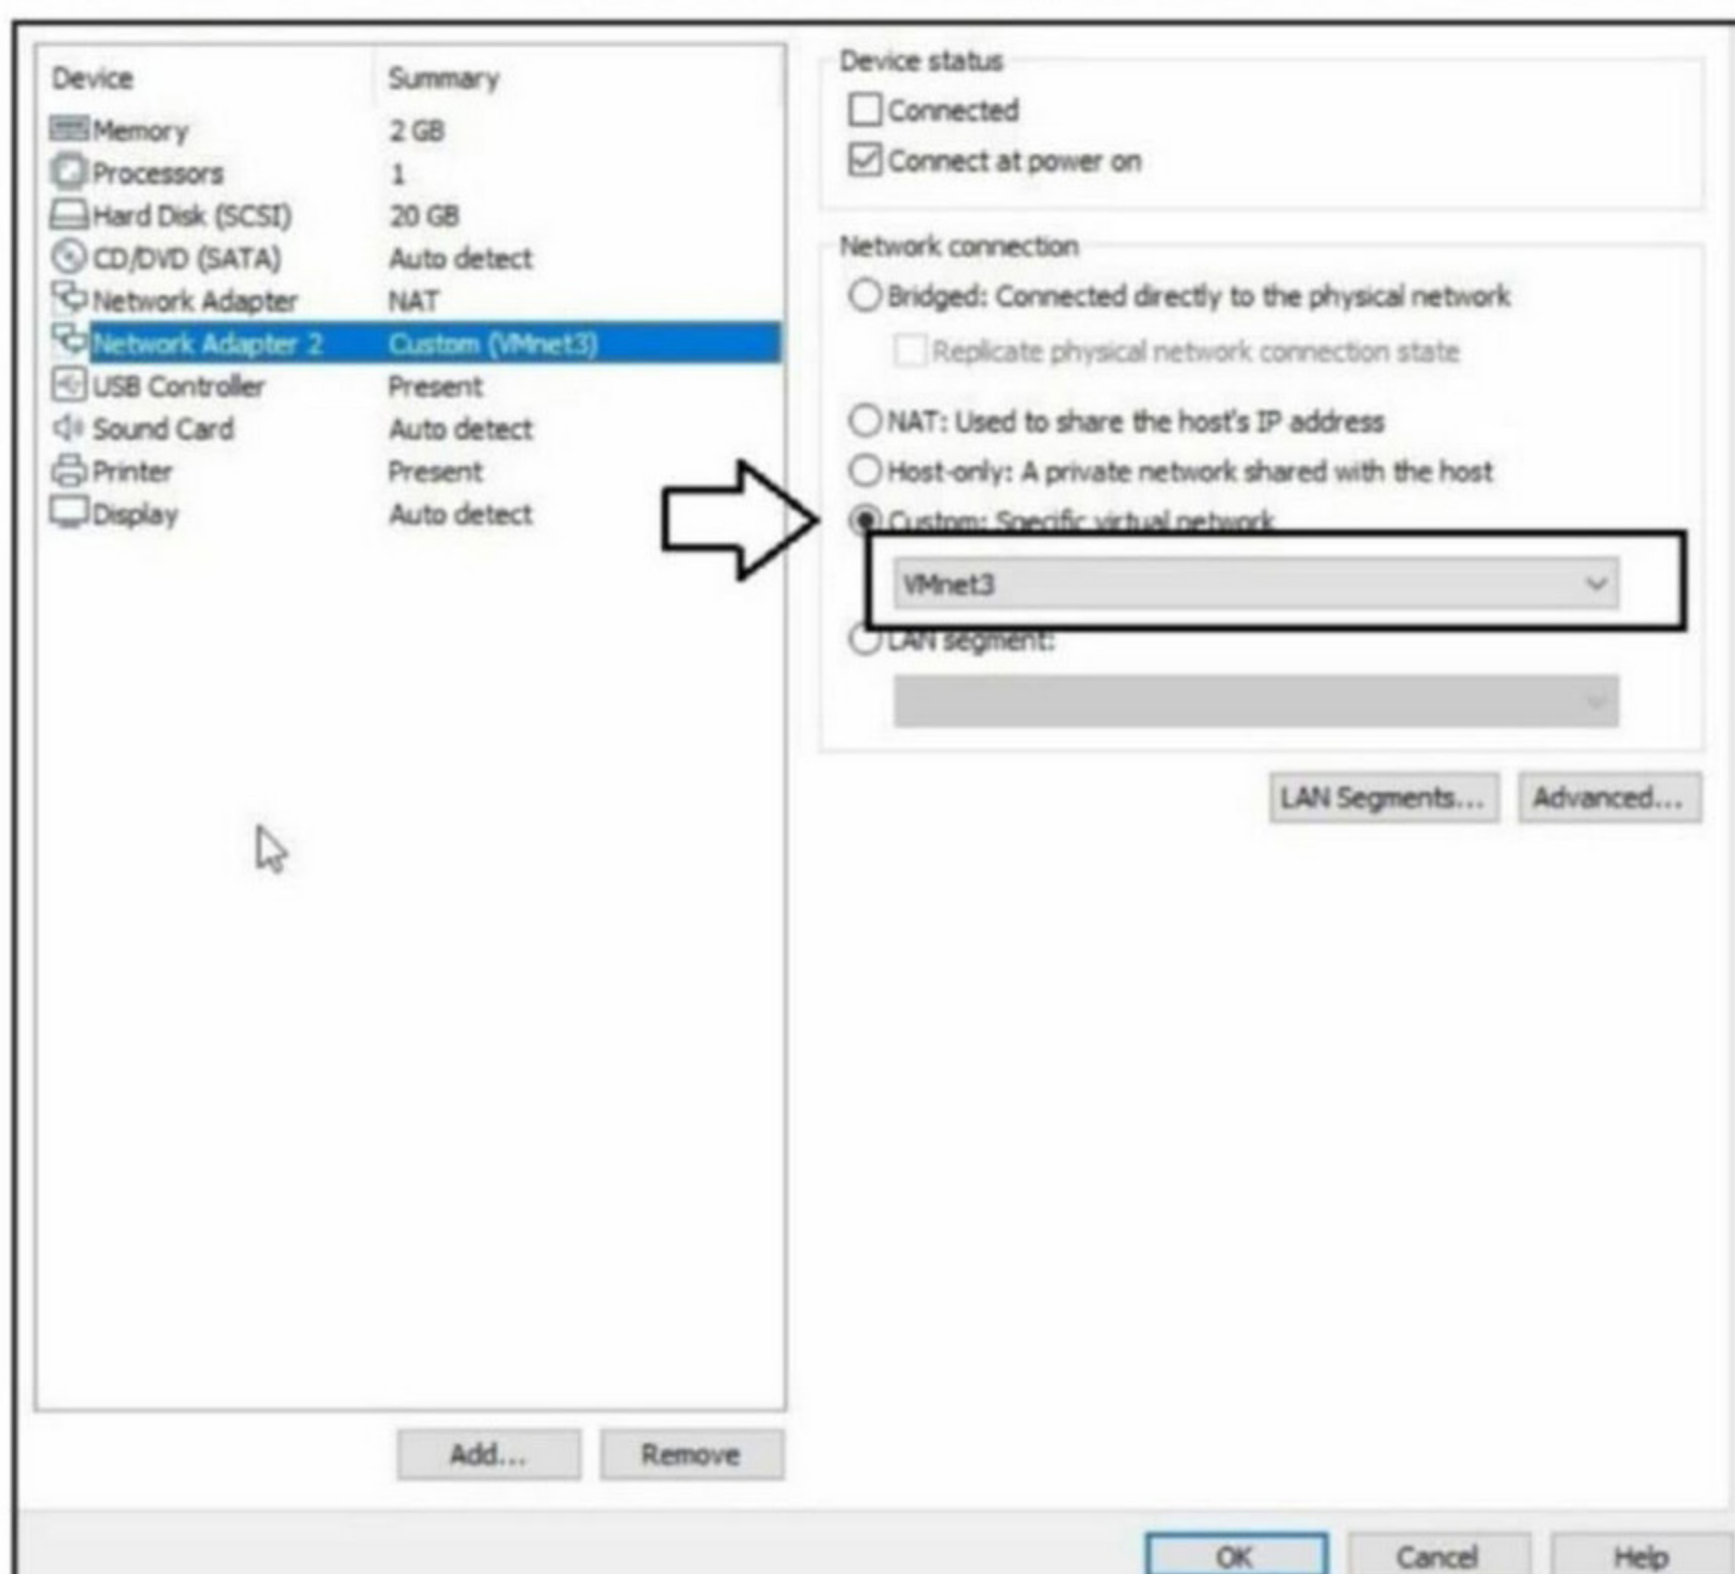 Device Summary
Memory 2 GB
Processors 1
Hard Disk (SCSI) 20 GB
CD/DVD (SATA) Auto detect
Network Adapter NAT
Network Adapter 2 Custom (VMnet3)
USB Controller Present
Sound Card Auto detect
Printer Present
Display Auto detect
Add...
Remove
Device status
Connected
Connect at power on
Network connection
Bridged: Connected directly to the physical network
Replicate physical network connection state
NAT: Used to share the host's IP address
Host-only: A private network shared with the host
Custom: Specific virtual network
VMnet3
LAN segment:
LAN Segments...
Advanced...
OK
Cancel
Help